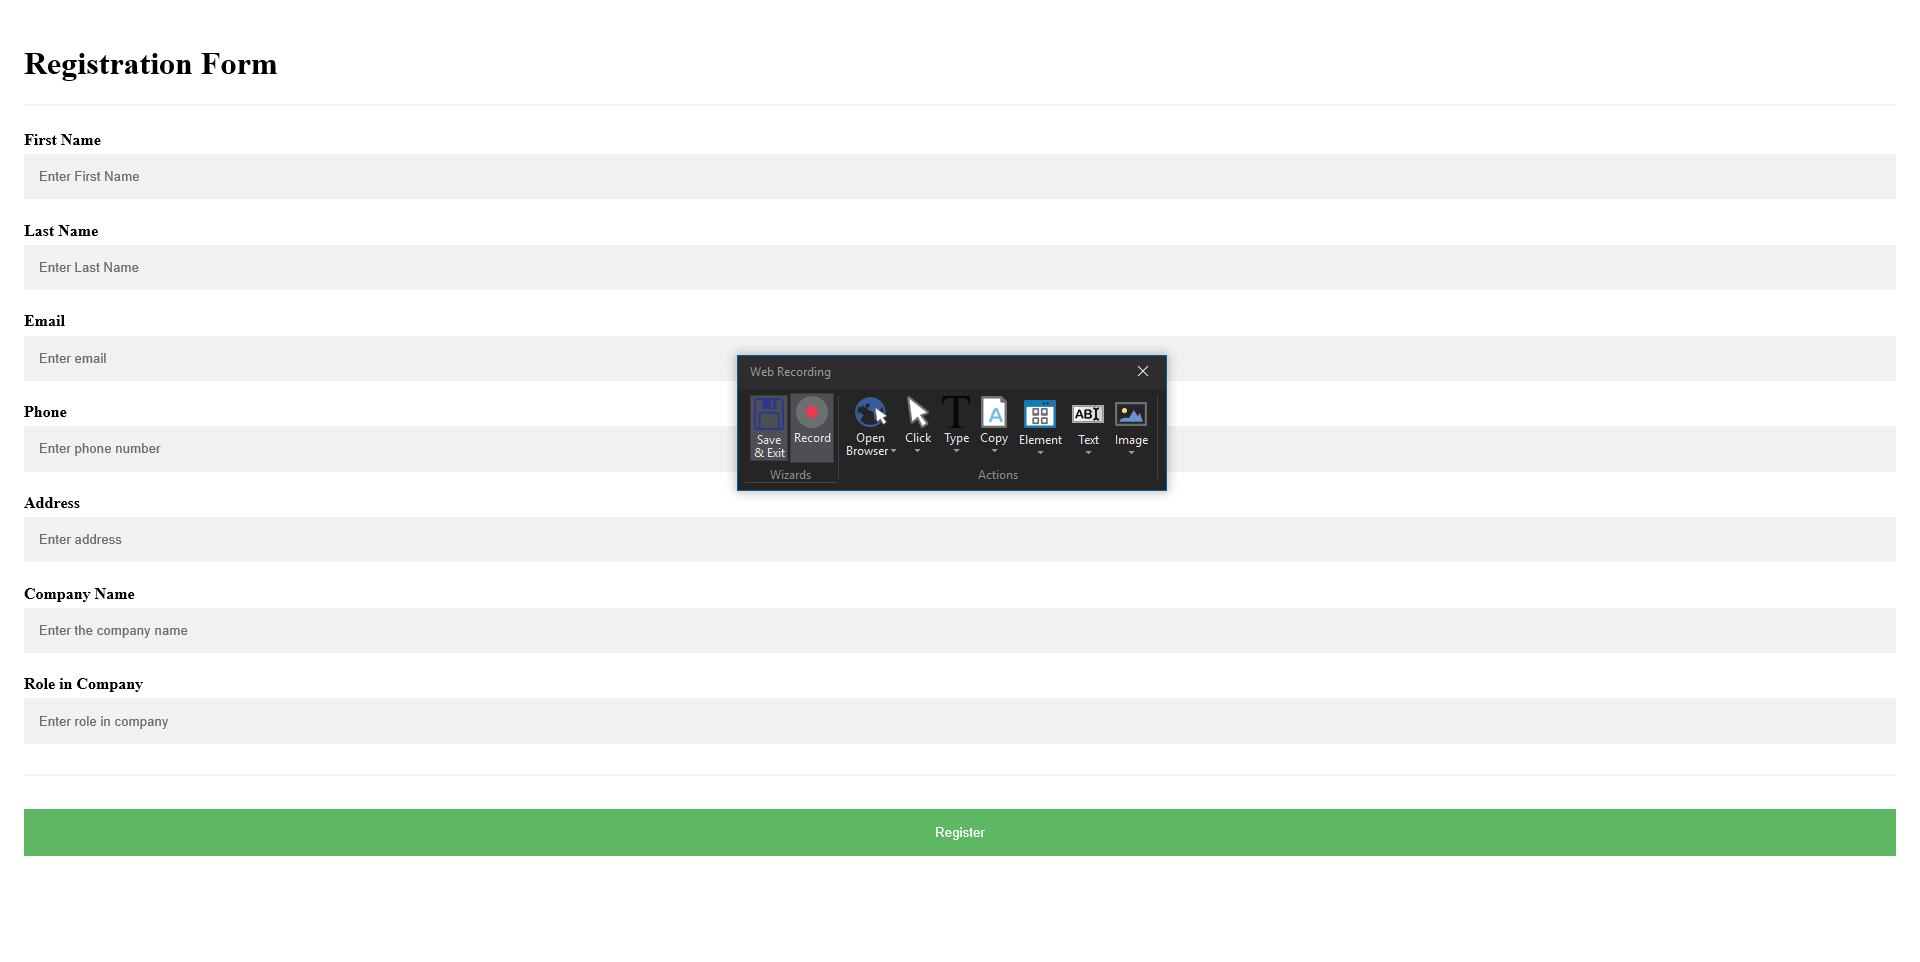 Registration Form
First Name
Enter First Name
Last Name
Enter Last Name
Email
Enter email
Phone
Enter phone number
Web Recording
Save
& Exit
Record
Wizards
Open
Browser
Click
Type
Copy
Element
Text
Image
Actions
Address
Enter address
Company Name
Enter the company name
Role in Company
Enter role in company
Register